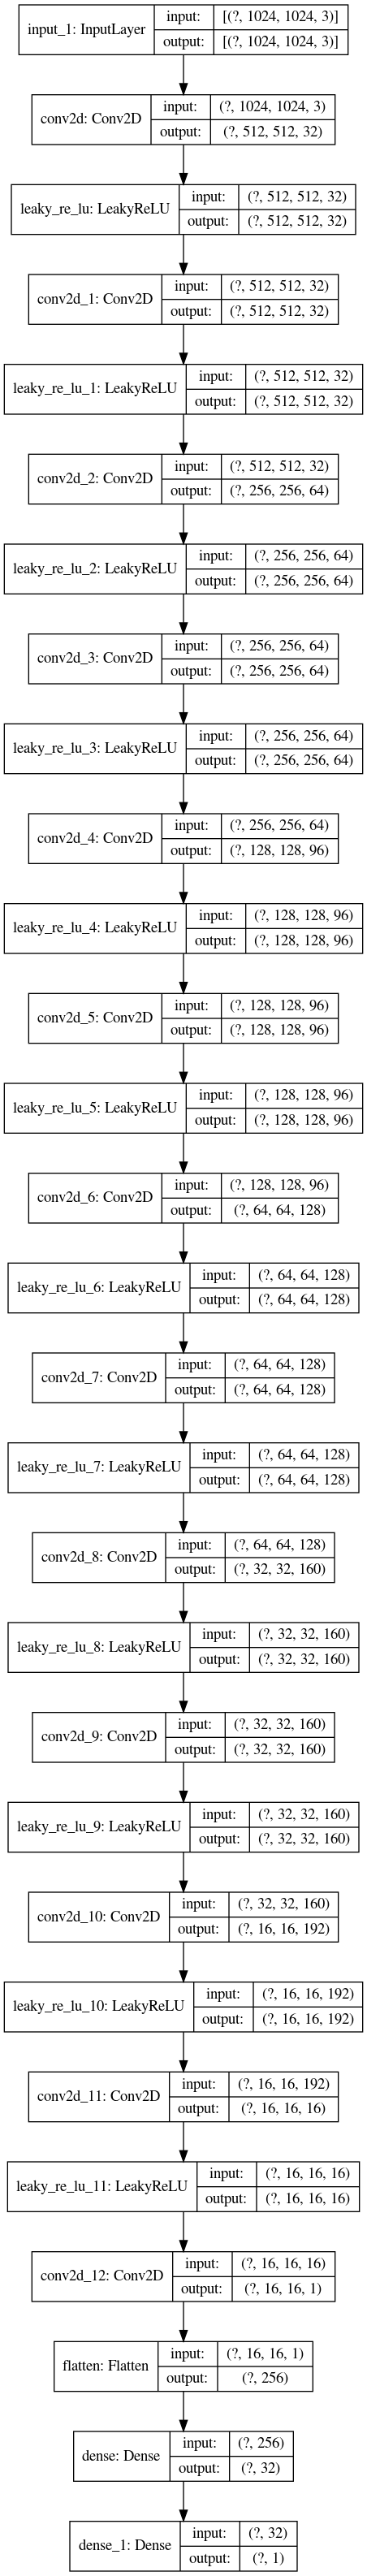 input_1: InputLayer
input: [(?, 1024, 1024, 3)]
output: [(?, 1024, 1024, 3)]
conv2d: Conv2D
input: (?, 1024, 1024, 3)
output: (?, 512, 512, 32)
leaky_re_lu: LeakyReLU
input: (?, 512, 512, 32)
output: (?, 512, 512, 32)
conv2d_1: Conv2D
input: (?, 512, 512, 32)
output: (?, 512, 512, 32)
leaky_re_lu_1: LeakyReLU
input: (?, 512, 512, 32)
output: (?, 512, 512, 32)
conv2d_2: Conv2D
input: (?, 512, 512, 32)
output: (?, 256, 256, 64)
leaky_re_lu_2: LeakyReLU
input: (?, 256, 256, 64)
output: (?, 256, 256, 64)
conv2d_3: Conv2D
input: (?, 256, 256, 64)
output: (?, 256, 256, 64)
leaky_re_lu_3: LeakyReLU
input: (?, 256, 256, 64)
output: (?, 256, 256, 64)
conv2d_4: Conv2D
input: (?, 256, 256, 64)
output: (?, 128, 128, 96)
leaky_re_lu_4: LeakyReLU
input: (?, 128, 128, 96)
output: (?, 128, 128, 96)
conv2d_5: Conv2D
input: (?, 128, 128, 96)
output: (?, 128, 128, 96)
leaky_re_lu_5: LeakyReLU
input: (?, 128, 128, 96)
output: (?, 128, 128, 96)
conv2d_6: Conv2D
input: (?, 128, 128, 96)
output: (?, 64, 64, 128)
leaky_re_lu_6: LeakyReLU
input: (?, 64, 64, 128)
output: (?, 64, 64, 128)
conv2d_7: Conv2D
input: (?, 64, 64, 128)
output: (?, 64, 64, 128)
leaky_re_lu_7: LeakyReLU
input: (?, 64, 64, 128)
output: (?, 64, 64, 128)
conv2d_8: Conv2D
input: (?, 64, 64, 128)
output: (?, 32, 32, 160)
leaky_re_lu_8: LeakyReLU
input: (?, 32, 32, 160)
output: (?, 32, 32, 160)
conv2d_9: Conv2D
input: (?, 32, 32, 160)
output: (?, 32, 32, 160)
leaky_re_lu_9: LeakyReLU
input: (?, 32, 32, 160)
output: (?, 32, 32, 160)
conv2d_10: Conv2D
input: (?, 32, 32, 160)
output: (?, 16, 16, 192)
leaky_re_lu_10: LeakyReLU
input: (?, 16, 16, 192)
output: (?, 16, 16, 192)
conv2d_11: Conv2D
input: (?, 16, 16, 192)
output: (?, 16, 16, 16)
leaky_re_lu_11: LeakyReLU
input: (?, 16, 16, 16)
output: (?, 16, 16, 16)
conv2d_12: Conv2D
input: (?, 16, 16, 16)
output: (?, 16, 16, 1)
flatten: Flatten
input: (?, 16, 16, 1)
output: (?, 256)
dense: Dense
input: (?, 256)
output: (?, 32)
dense_1: Dense
input: (?, 32)
output: (?, 1)